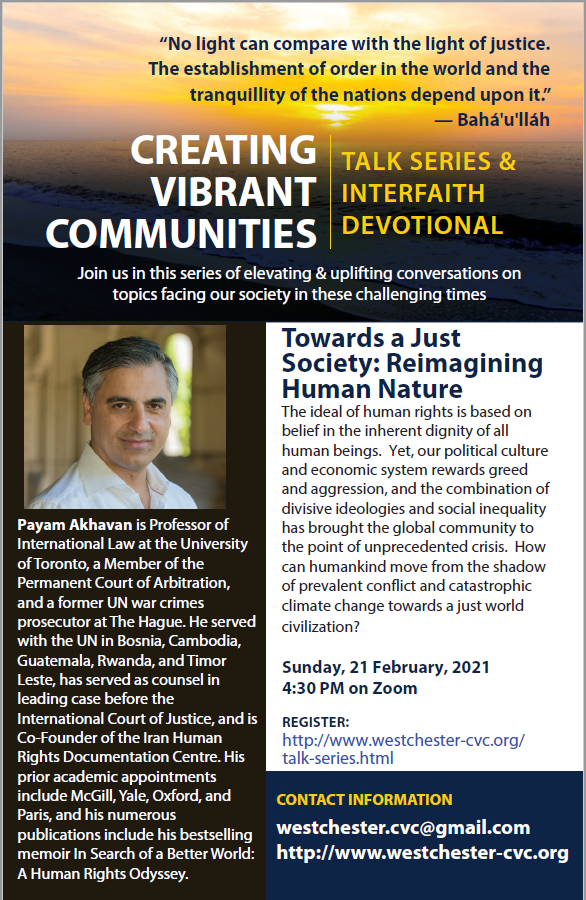 “No light can compare with the light of justice.
The establishment of order in the world and the
tranquillity of the nations depend upon it.”
— Bahá'u'lláh
CREATING
VIBRANT
COMMUNITIES
TALK SERIES &
INTERFAITH
DEVOTIONAL
Join us in this series of elevating & uplifting conversations on
topics facing our society in these challenging times
Payam Akhavan is Professor of
International Law at the University
of Toronto, a Member of the
Permanent Court of Arbitration,
and a former UN war crimes
prosecutor at The Hague. He served
with the UN in Bosnia, Cambodia,
Guatemala, Rwanda, and Timor
Leste, has served as counsel in
leading case before the
International Court of Justice, and is
Co-Founder of the Iran Human
Rights Documentation Centre. His
prior academic appointments
include McGill, Yale, Oxford, and
Paris, and his numerous
publications include his bestselling
memoir In Search of a Better World:
A Human Rights Odyssey.
Towards a Just
Society: Reimagining
Human Nature
The ideal of human rights is based on
belief in the inherent dignity of all
human beings. Yet, our political culture
and economic system rewards greed
and aggression, and the combination of
divisive ideologies and social inequality
has brought the global community to
the point of unprecedented crisis. How
can humankind move from the shadow
of prevalent conflict and catastrophic
climate change towards a just world
civilization?
Sunday, 21 February, 2021
4:30 PM on Zoom
REGISTER:
http://www.westchester-cvc.org/
talk-series.html
CONTACT INFORMATION
westchester.cvc@gmail.com
http://www.westchester-cvc.org